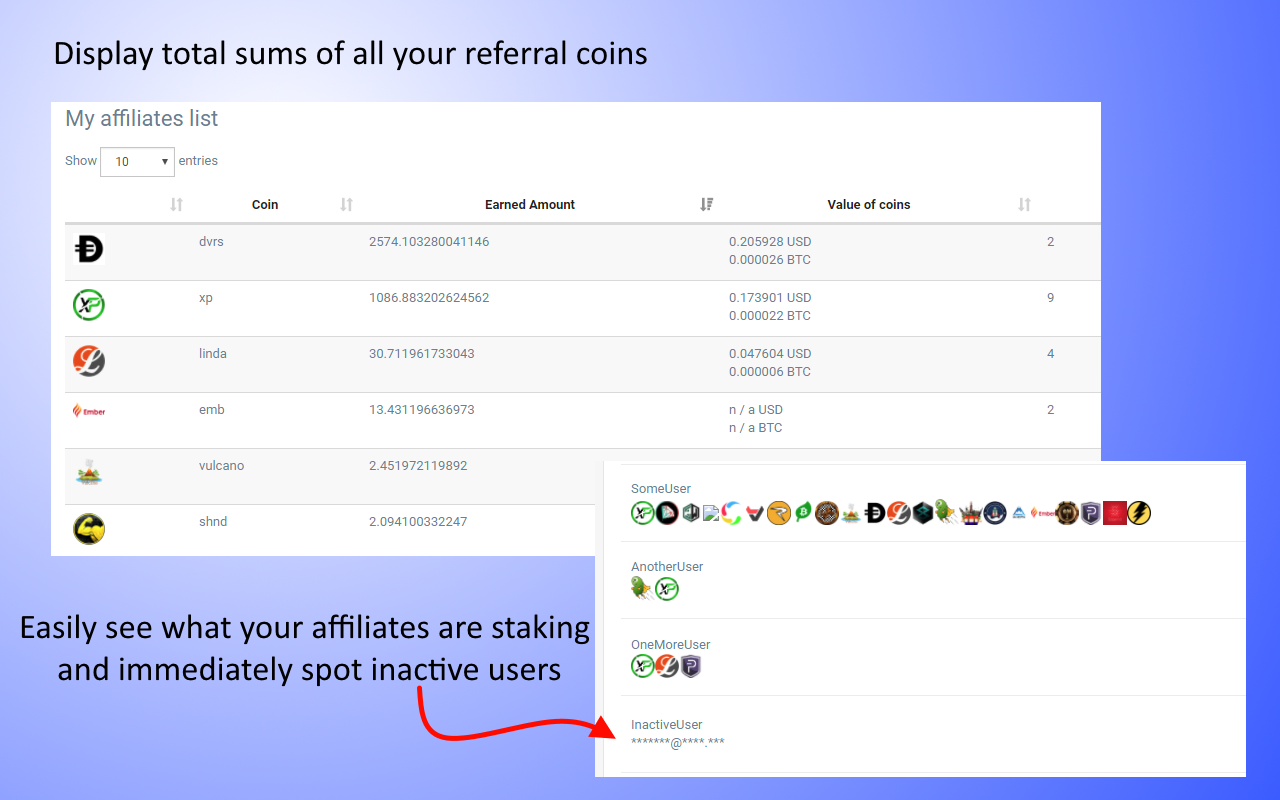 Display total sums of all your referral coins
My affiliates list
Show 10 entries
Coin Earned Amount Value of coins
dvrs 2574.103280041146 0.205928 USD 2
0.000026 BTC
xp 1086.883202624562 0.173901 USD 9
0.000022 BTC
linda 30.711961733043 0.047604 USD 4
0.000006 BTC
Ember emb 13.431196636973 n / a USD 2
n / a BTC
vulcano 2.451972119892
shnd 2.094100332247
SomeUser
AnotherUser
OneMoreUser
InactiveUser
*******@****.***
Easily see what your affiliates are staking
and immediately spot inactive users